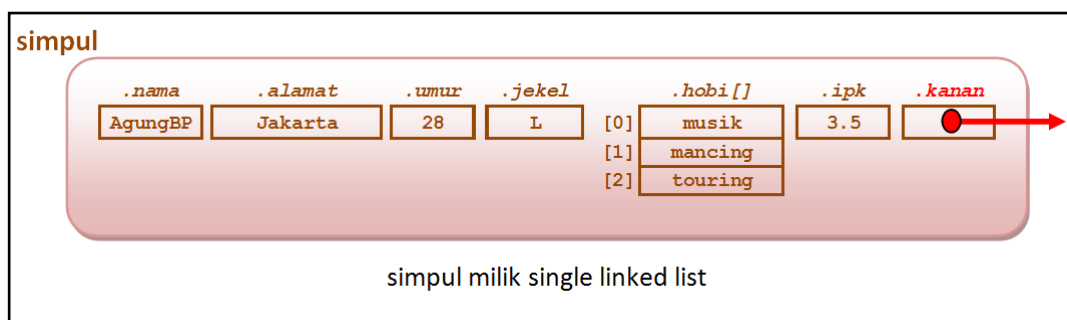 simpul
.nama .alamat .umur .jekel .hobi[] .ipk .kanan
AgungBP Jakarta 28 L [0] musik 3.5
[1] mancing
[2] touring
simpul milik single linked list